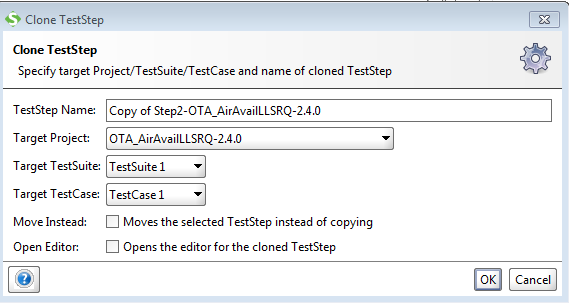 Clone TestStep
Clone TestStep
Specify target Project/TestSuite/TestCase and name of cloned TestStep
TestStep Name: Copy of Step2-OTA_AirAvailLLSRQ-2.4.0
Target Project: OTA_AirAvailLLSRQ-2.4.0
Target TestSuite: TestSuite 1
Target TestCase: TestCase 1
Move Instead: Moves the selected TestStep instead of copying
Open Editor: Opens the editor for the cloned TestStep
? OK Cancel